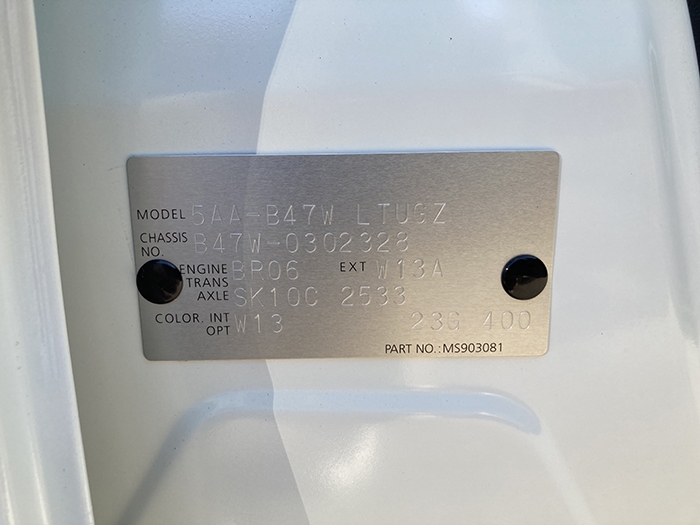 MODEL 5AA-B47W LTUGZ
CHASSIS NO. B47W-0302328
ENGINE BR06 EXT W13A
TRANS AXLE SK10C 2533
COLOR. INT OPT W13 23G 400
PART NO.:MS903081